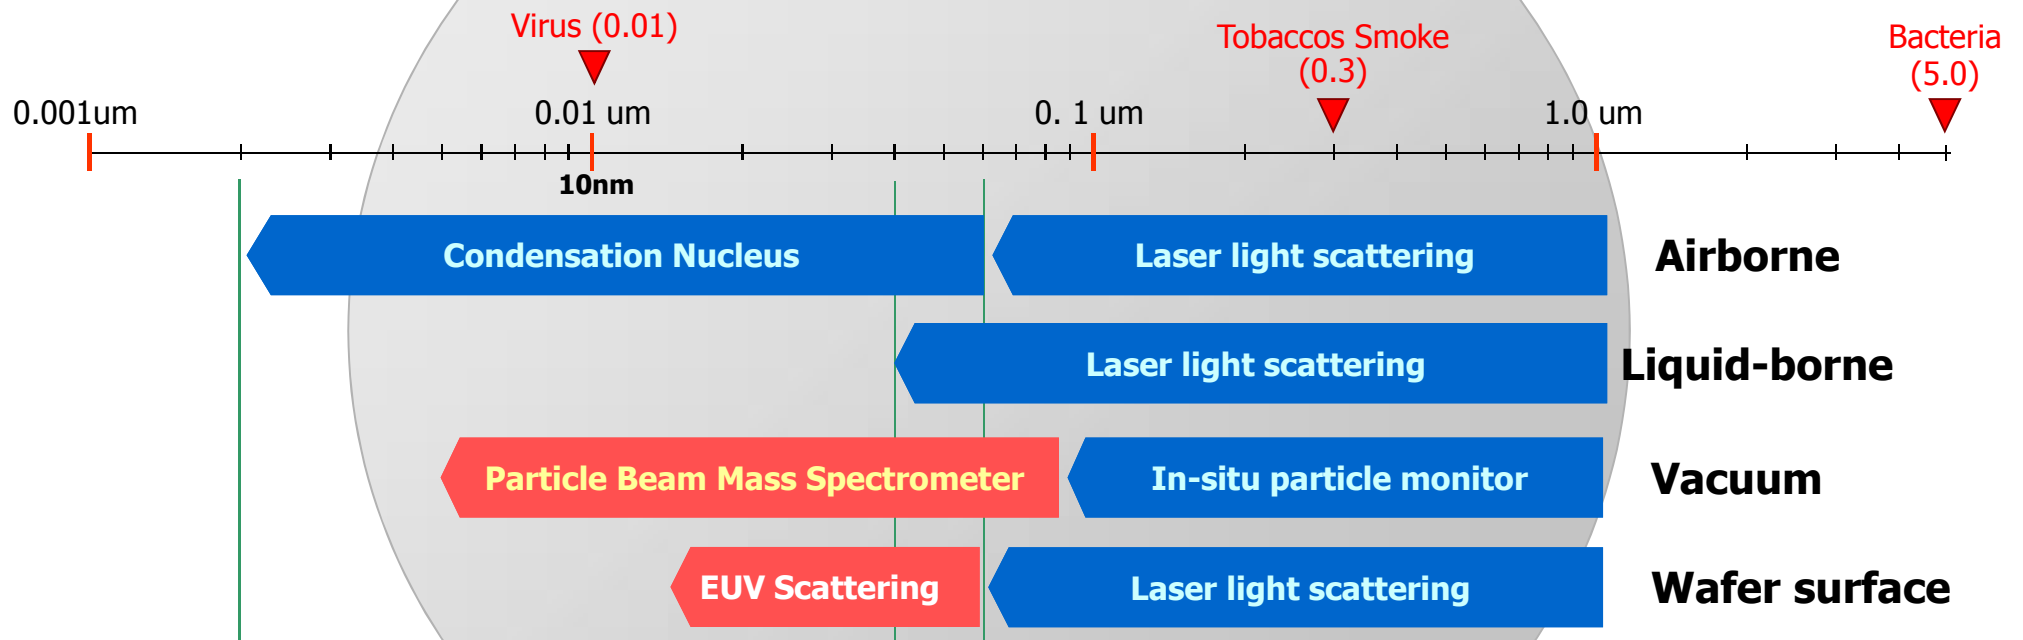 Virus (0.01)
Tobaccos Smoke
(0.3)
Bacteria
(5.0)
0.001um
0.01 um
0. 1 um
1.0 um
10nm
Condensation Nucleus
Laser light scattering
Airborne
Laser light scattering
Liquid-borne
Particle Beam Mass Spectrometer
In-situ particle monitor
Vacuum
EUV Scattering
Laser light scattering
Wafer surface